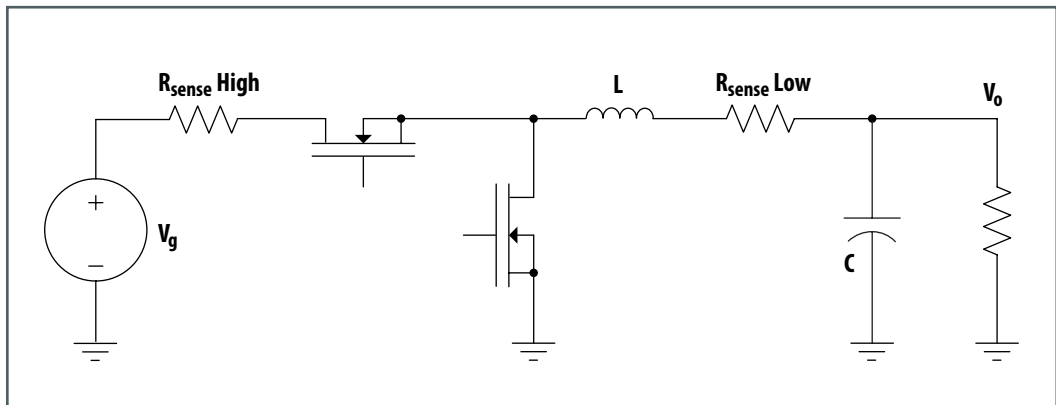 R_sense High
L
R_sense Low
V_o
+
V_g
−
C